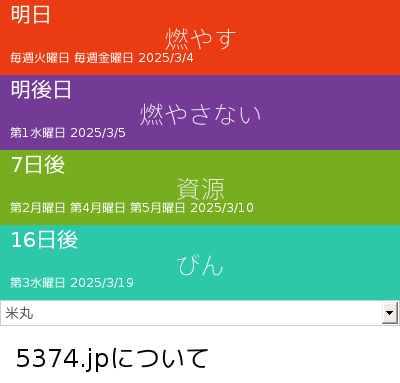 明日
燃やす
毎週火曜日 毎週金曜日 2025/3/4
明後日
燃やさない
第1水曜日 2025/3/5
7日後
資源
第2月曜日 第4月曜日 第5月曜日 2025/3/10
16日後
びん
第3水曜日 2025/3/19
米丸
5374.jpについて